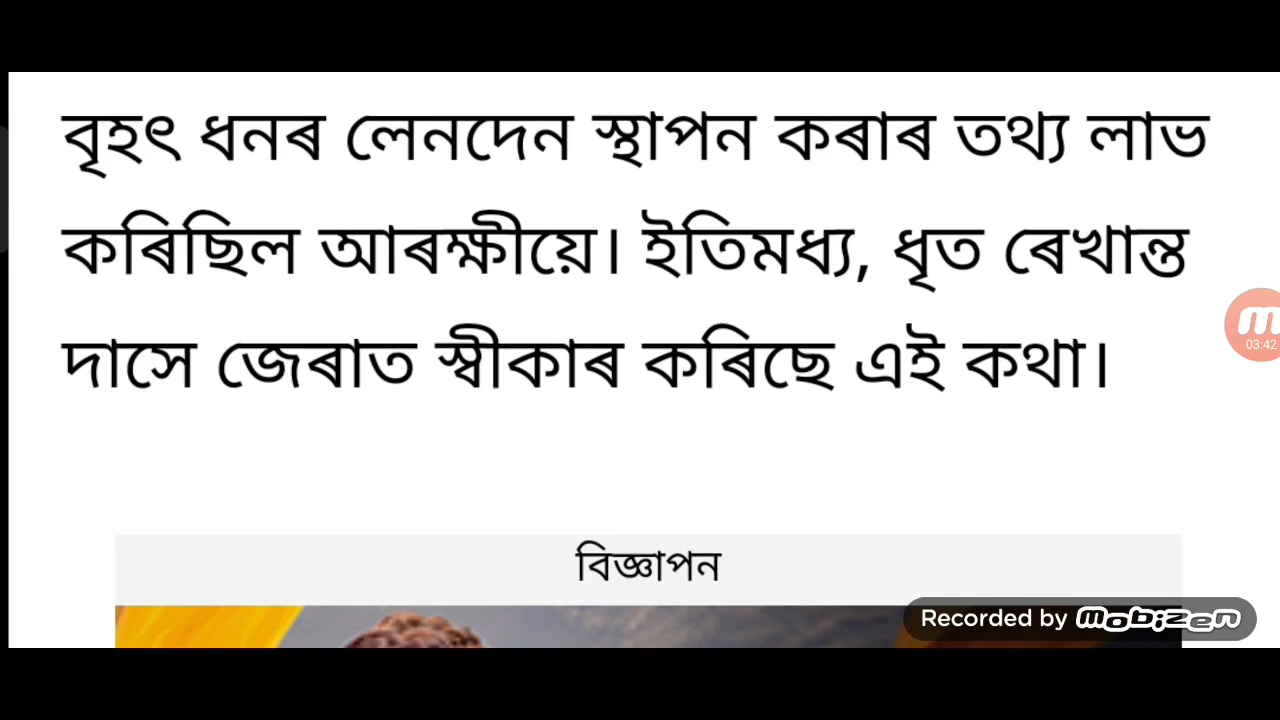 বৃহৎ ধনৰ লেনদেন স্থাপন কৰাৰ তথ্য লাভ
কৰিছিল আৰক্ষীয়ে। ইতিমধ্য, ধৃত ৰেখান্ত
দাসে জেৰাত স্বীকাৰ কৰিছে এই কথা।
03:42
বিজ্ঞাপন
Recorded by Mobizen